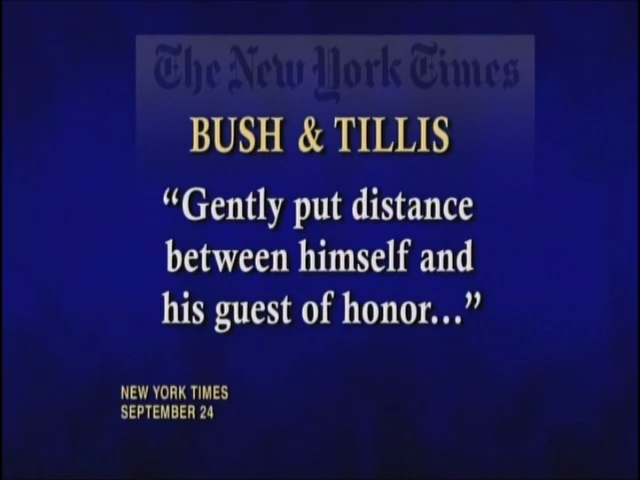 The New York Times
BUSH & TILLIS
“Gently put distance
between himself and
his guest of honor...”
NEW YORK TIMES
SEPTEMBER 24